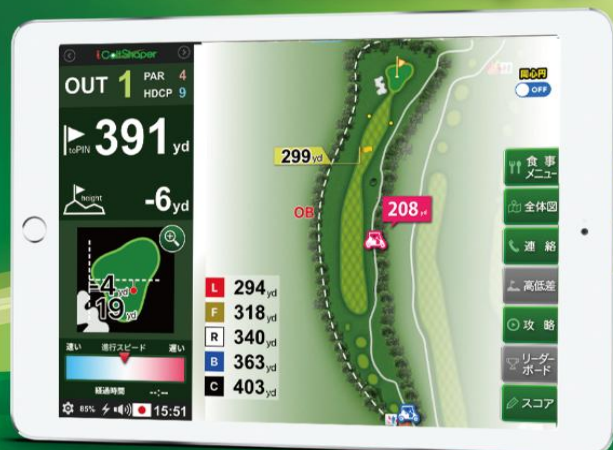 iGolfShaper
OUT 1 PAR 4
HDCP 9
toPIN 391 yd
height -6 yd
-4 yd
19 yd
速い 進行スピード 遅い
経過時間 --:--
85% 15:51
299 yd
OB
208 yd
L 294 yd
F 318 yd
R 340 yd
B 363 yd
C 403 yd
同心円
OFF
食事
メニュー
全体図
連絡
高低差
攻略
リーダー
ボード
スコア